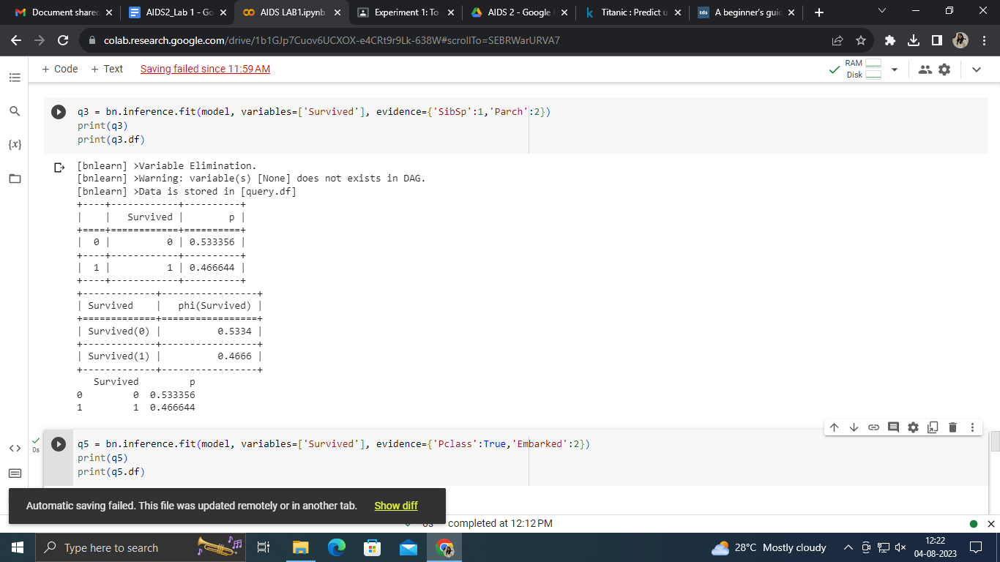 Document shared
AIDS2_Lab 1 - Go
AIDS LAB1.ipynb
Experiment 1: To
AIDS 2 - Google
Titanic : Predict u
tds
A beginner's guid
colab.research.google.com/drive/1b1GJp7Cuov6UCXOX-e4CRt9r9Lk-638W#scrollTo=SEBRWarURVA7
+ Code + Text Saving failed since 11:59 AM
RAM
Disk
{x}
q3 = bn.inference.fit(model, variables=['Survived'], evidence={'SibSp':1,'Parch':2})
print(q3)
print(q3.df)
[bnlearn] >Variable Elimination.
[bnlearn] >Warning: variable(s) [None] does not exists in DAG.
[bnlearn] >Data is stored in [query.df]
+----+------------+----------+
|    |   Survived |        p |
+====+============+==========+
|  0 |          0 | 0.533356 |
+----+------------+----------+
|  1 |          1 | 0.466644 |
+----+------------+----------+
+-------------+-----------------+
| Survived    |   phi(Survived) |
+=============+=================+
| Survived(0) |          0.5334 |
+-------------+-----------------+
| Survived(1) |          0.4666 |
+-------------+-----------------+
   Survived         p
0         0  0.533356
1         1  0.466644
0s
q5 = bn.inference.fit(model, variables=['Survived'], evidence={'Pclass':True,'Embarked':2})
print(q5)
print(q5.df)
Automatic saving failed. This file was updated remotely or in another tab. Show diff
0s completed at 12:12 PM
Type here to search
28°C Mostly cloudy
12:22
04-08-2023